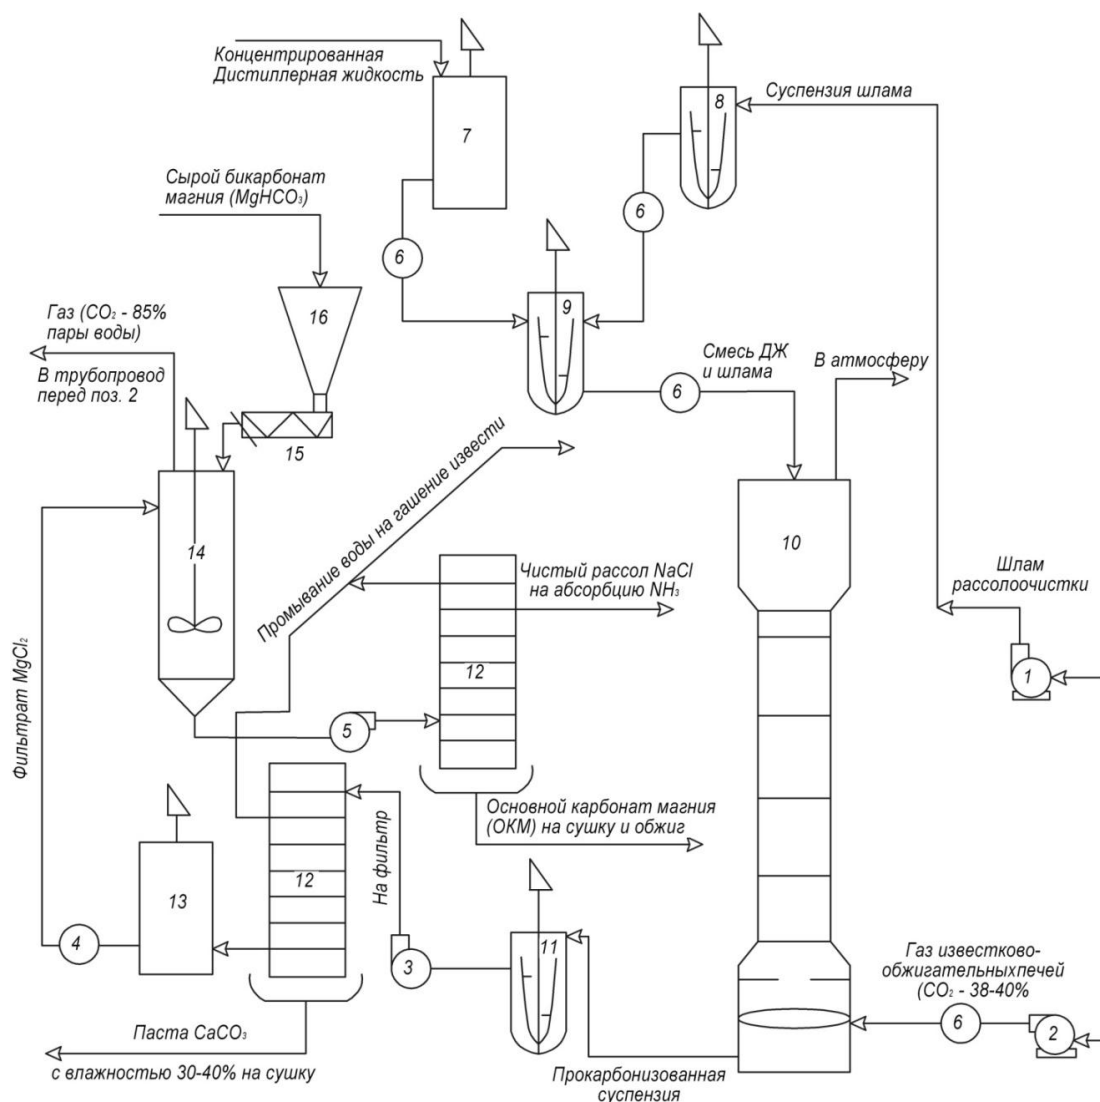 Концентрированная
Дистиллерная жидкость
7
8
Суспензия шлама
Сырой бикарбонат
магния (MgHCO₃)
6
6
9
16
Газ (CO₂ - 85%
пары воды)
В трубопровод
перед поз. 2
Смесь ДЖ
и шлама
В атмосферу
6
15
Промывание воды на гашение извести
14
10
Чистый рассол NaCl
на абсорбцию NH₃
Шлам
рассолоочистки
12
1
Фильтрат MgCl₂
5
Основной карбонат магния
(ОКМ) на сушку и обжиг
На фильтр
13
12
4
3
11
Газ известково-
обжигательныхпечей
(CO₂ - 38-40%
6
2
Паста CaCO₃
с влажностью 30-40% на сушку
Прокарбонизованная
суспензия